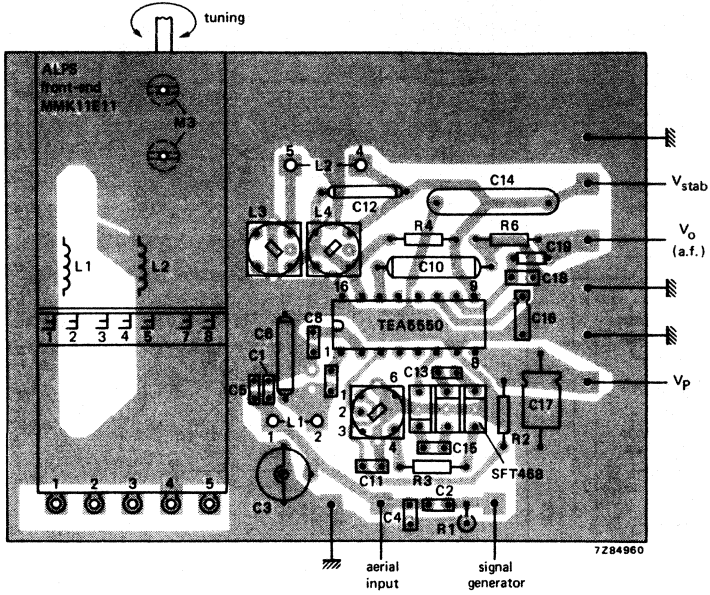 tuning
ALPS
front-end
MMK11E11
M3
5
L2
4
Vstab
C14
C12
L3
L4
R4
R6
Vo
(a.f.)
C19
C10
C18
L1
L2
16
9
C16
TEA5550
C6
C8
1
8
1 2 3 4 5 7 8
C1
C5
C13
6
1
2
3
4
VP
C17
R2
L1
1
2
C15
SFT468
C11
R3
C3
1 2 3 4 5
C2
C4
R1
7Z84960
aerial
input
signal
generator